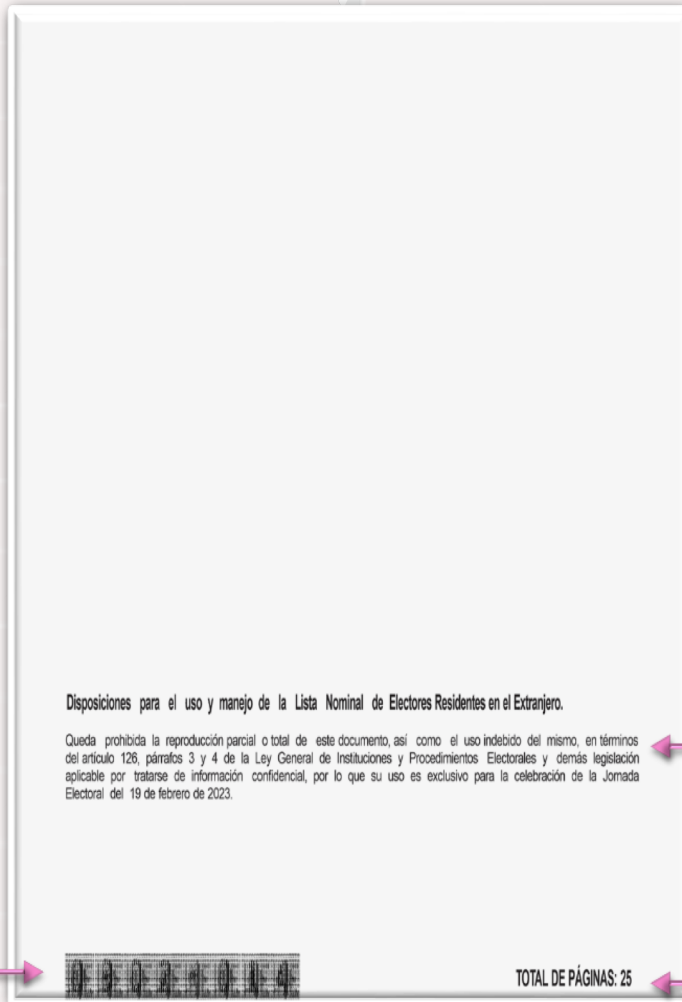 Disposiciones para el uso y manejo de la Lista Nominal de Electores Residentes en el Extranjero.
Queda prohibida la reproducción parcial o total de este documento, así como el uso indebido del mismo, en términos
del artículo 126, párrafos 3 y 4 de la Ley General de Instituciones y Procedimientos Electorales y demás legislación
aplicable por tratarse de información confidencial, por lo que su uso es exclusivo para la celebración de la Jornada
Electoral del 19 de febrero de 2023.
TOTAL DE PÁGINAS: 25